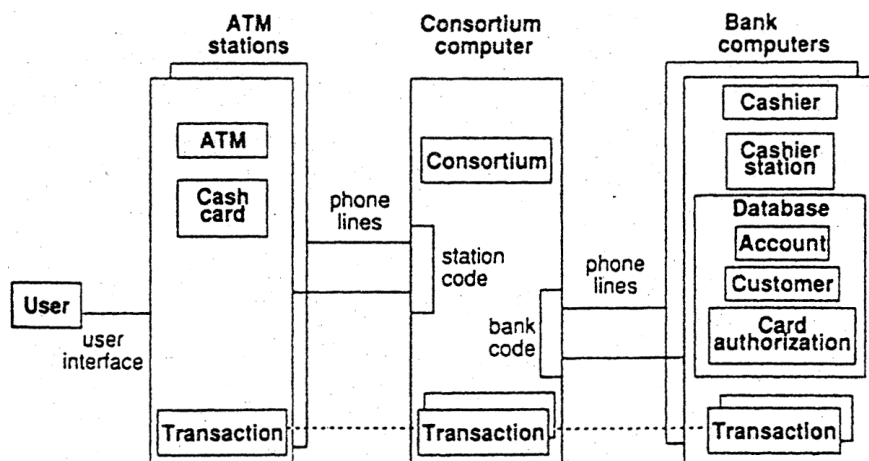 ATM
stations
Consortium
computer
Bank
computers
ATM
Cash
card
Consortium
Cashier
Cashier
station
Database
Account
Customer
Card
authorization
phone
lines
station
code
phone
lines
bank
code
User
user
interface
Transaction
Transaction
Transaction